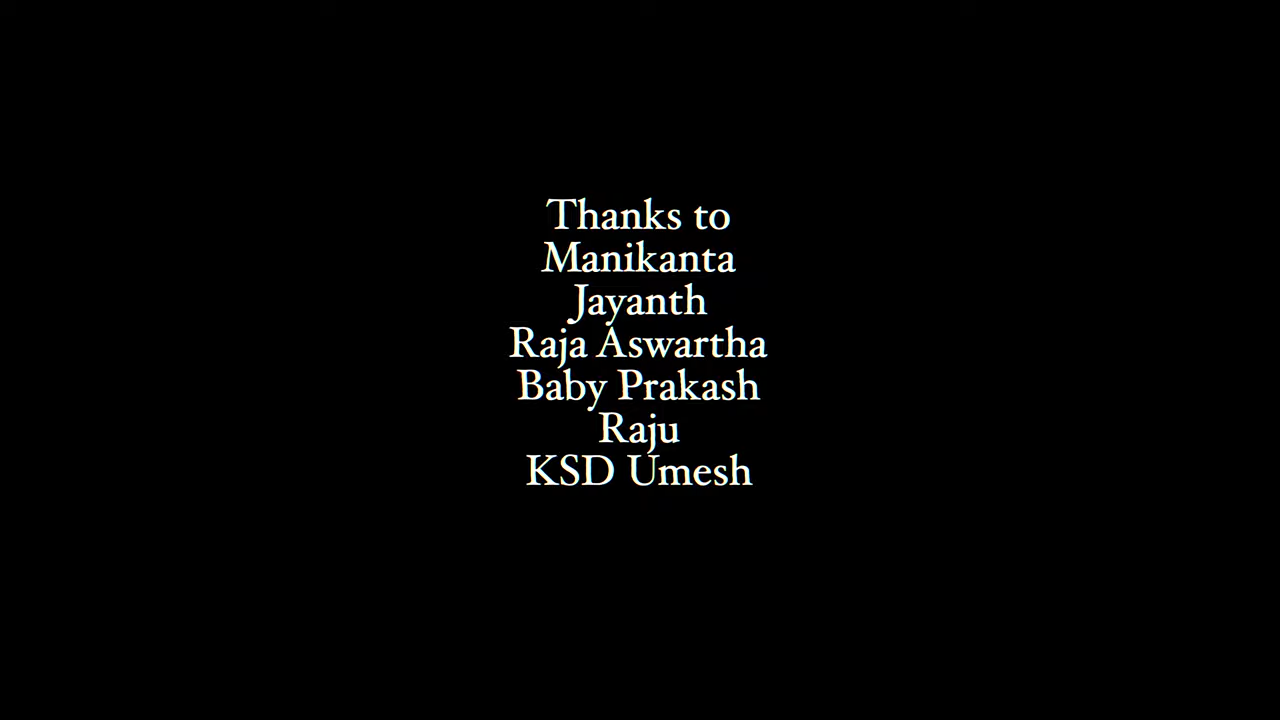 Thanks to
Manikanta
Jayanth
Raja Aswartha
Baby Prakash
Raju
KSD Umesh